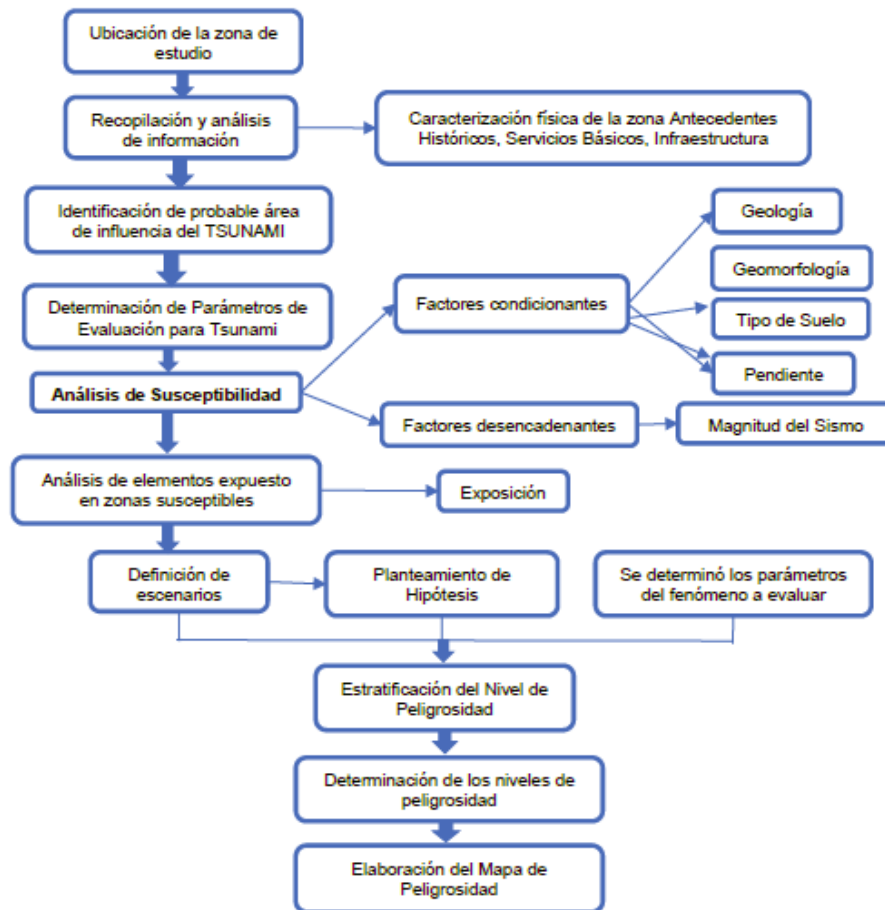 Ubicación de la zona de
estudio
Recopilación y análisis
de información
Caracterización física de la zona Antecedentes
Históricos, Servicios Básicos, Infraestructura
Identificación de probable área
de influencia del TSUNAMI
Geología
Geomorfología
Determinación de Parámetros de
Evaluación para Tsunami
Factores condicionantes
Tipo de Suelo
Pendiente
Análisis de Susceptibilidad
Factores desencadenantes
Magnitud del Sismo
Análisis de elementos expuesto
en zonas susceptibles
Exposición
Definición de
escenarios
Planteamiento de
Hipótesis
Se determinó los parámetros
del fenómeno a evaluar
Estratificación del Nivel de
Peligrosidad
Determinación de los niveles de
peligrosidad
Elaboración del Mapa de
Peligrosidad